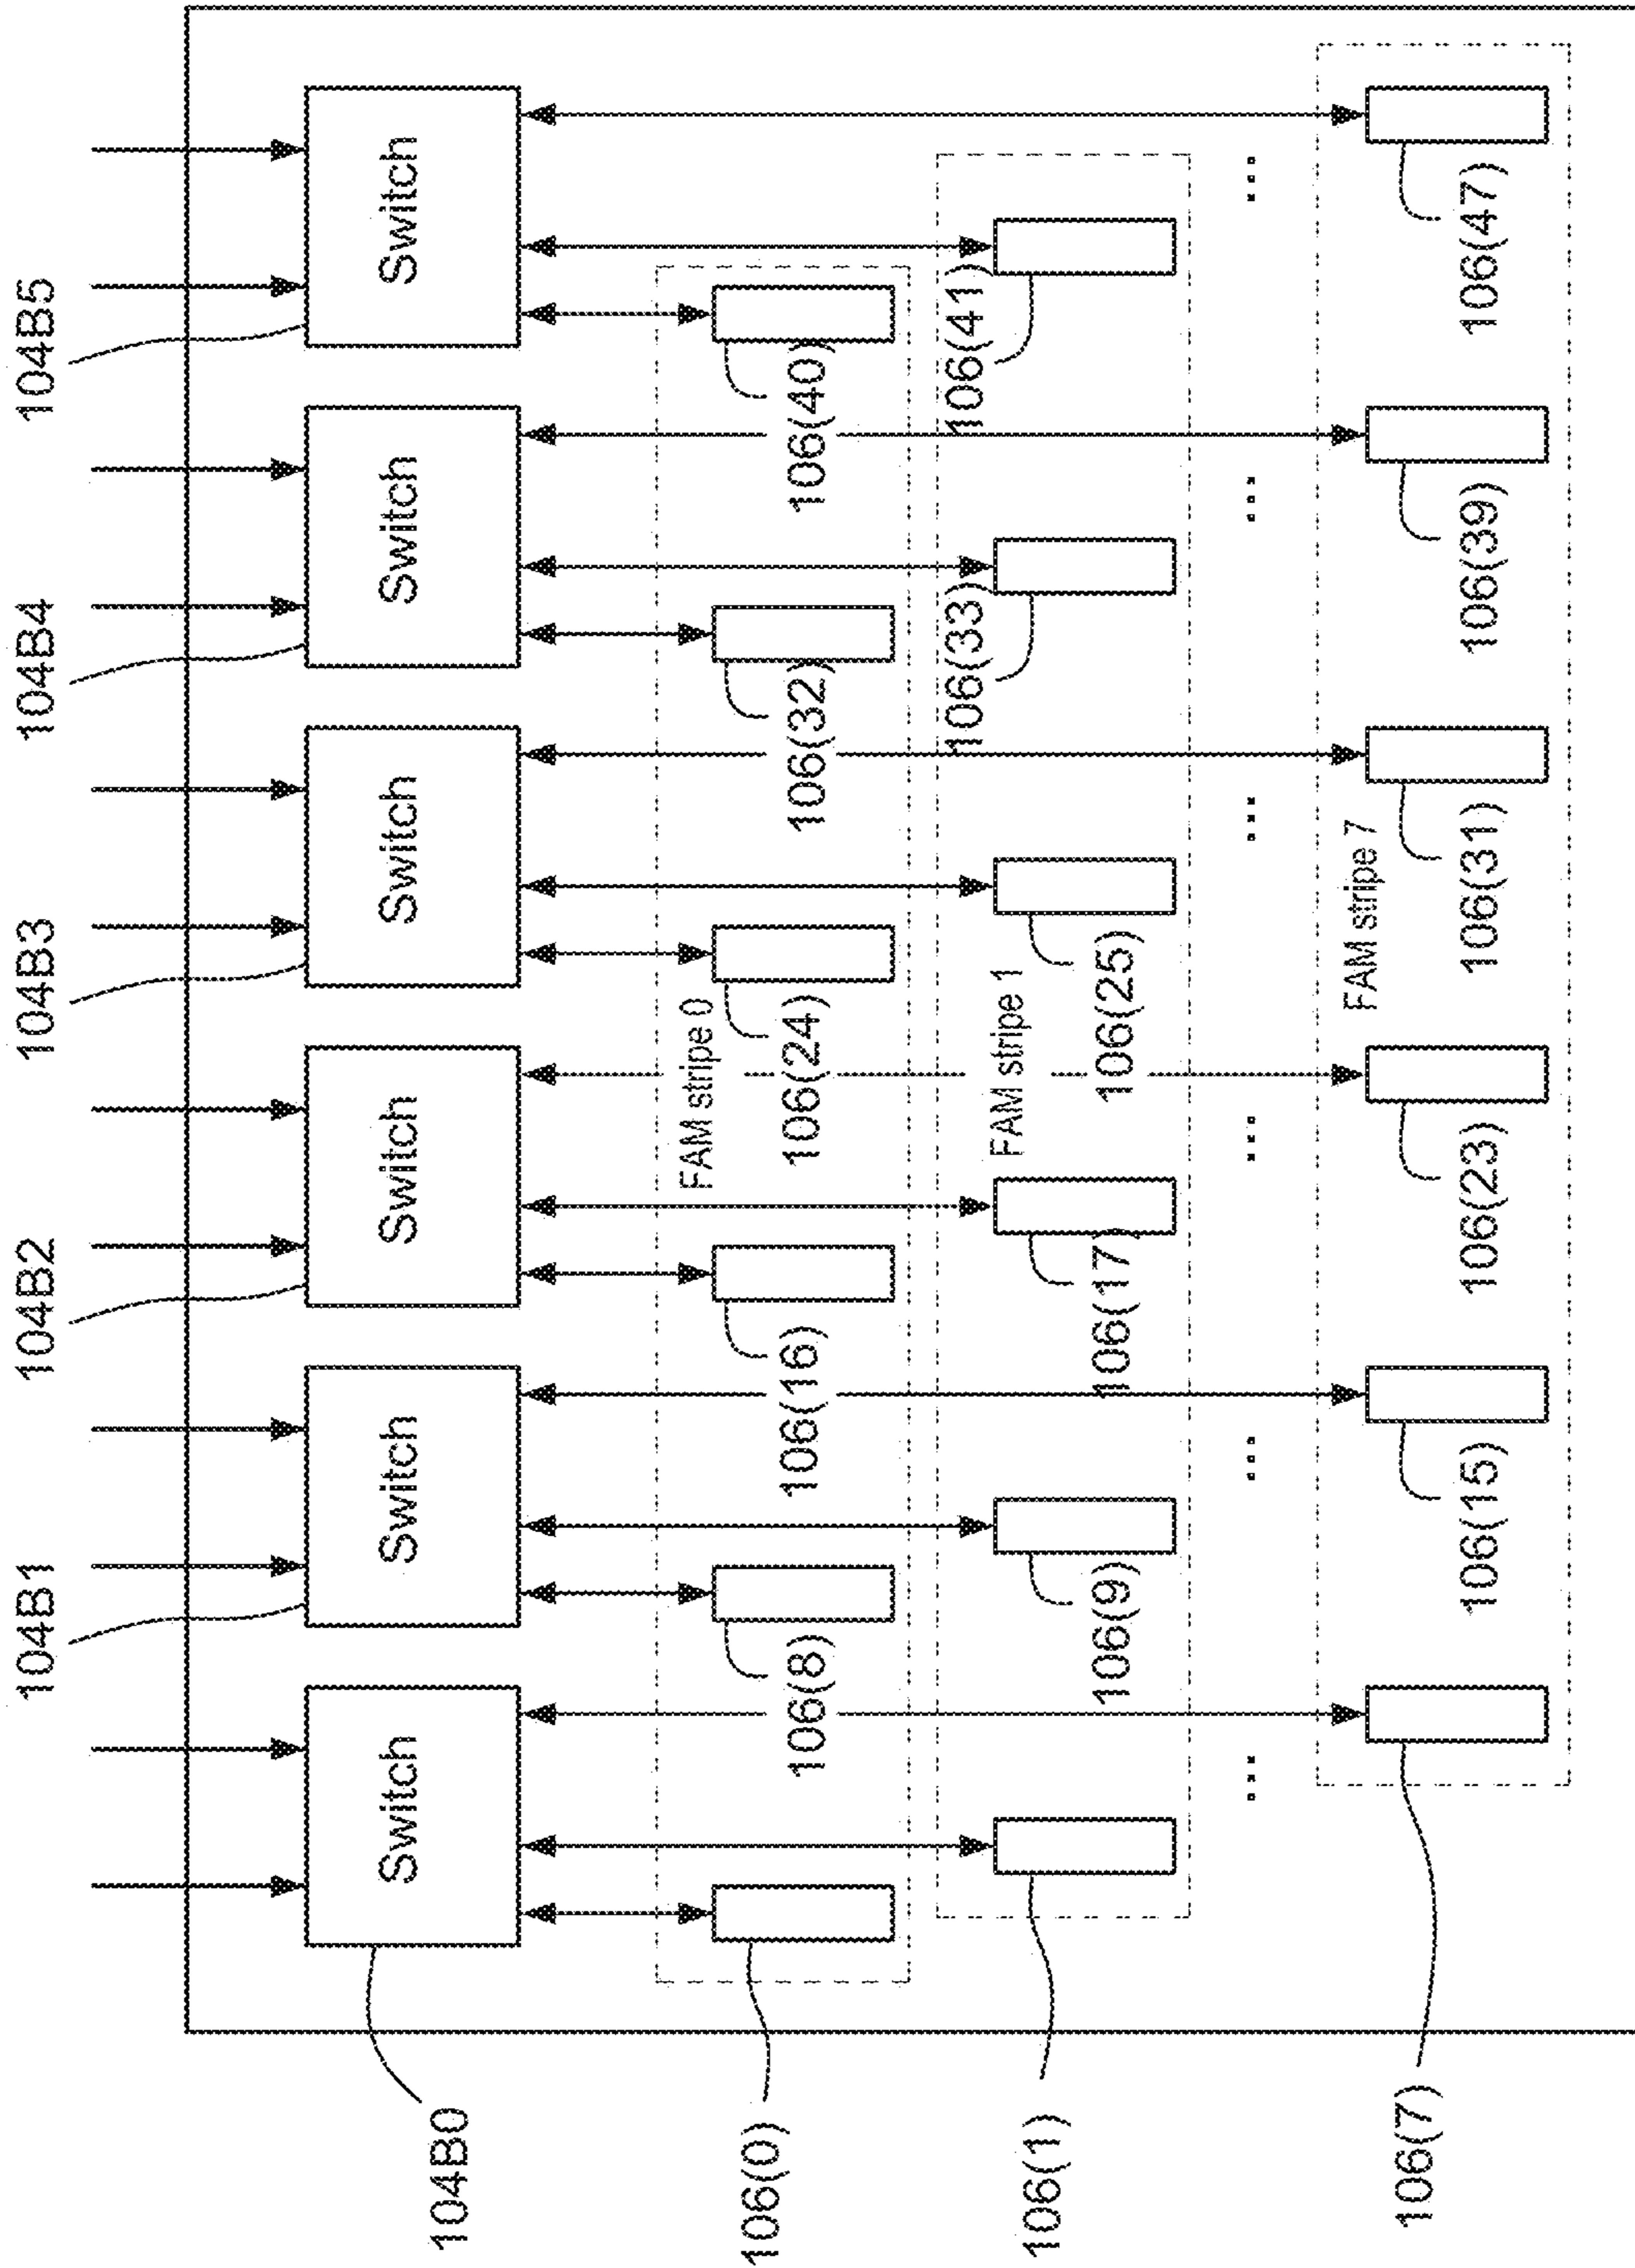 104B1
104B2
104B3
104B4
104B5
104B0
Switch
Switch
Switch
Switch
Switch
Switch
FAM stripe 0
106(0)
106(8)
106(16)
106(24)
106(32)
106(40)
FAM stripe 1
106(1)
106(9)
106(17)
106(25)
106(33)
106(41)
...
...
...
...
...
...
FAM stripe 7
106(7)
106(15)
106(23)
106(31)
106(39)
106(47)